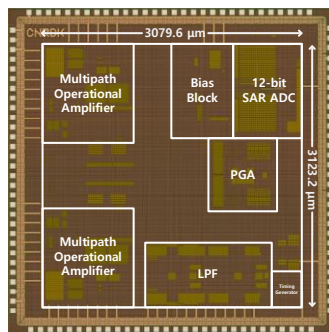 3079.6 μm
Multipath
Operational
Amplifier
Bias
Block
12-bit
SAR ADC
3123.2 μm
PGA
Multipath
Operational
Amplifier
LPF
Timing
Generator